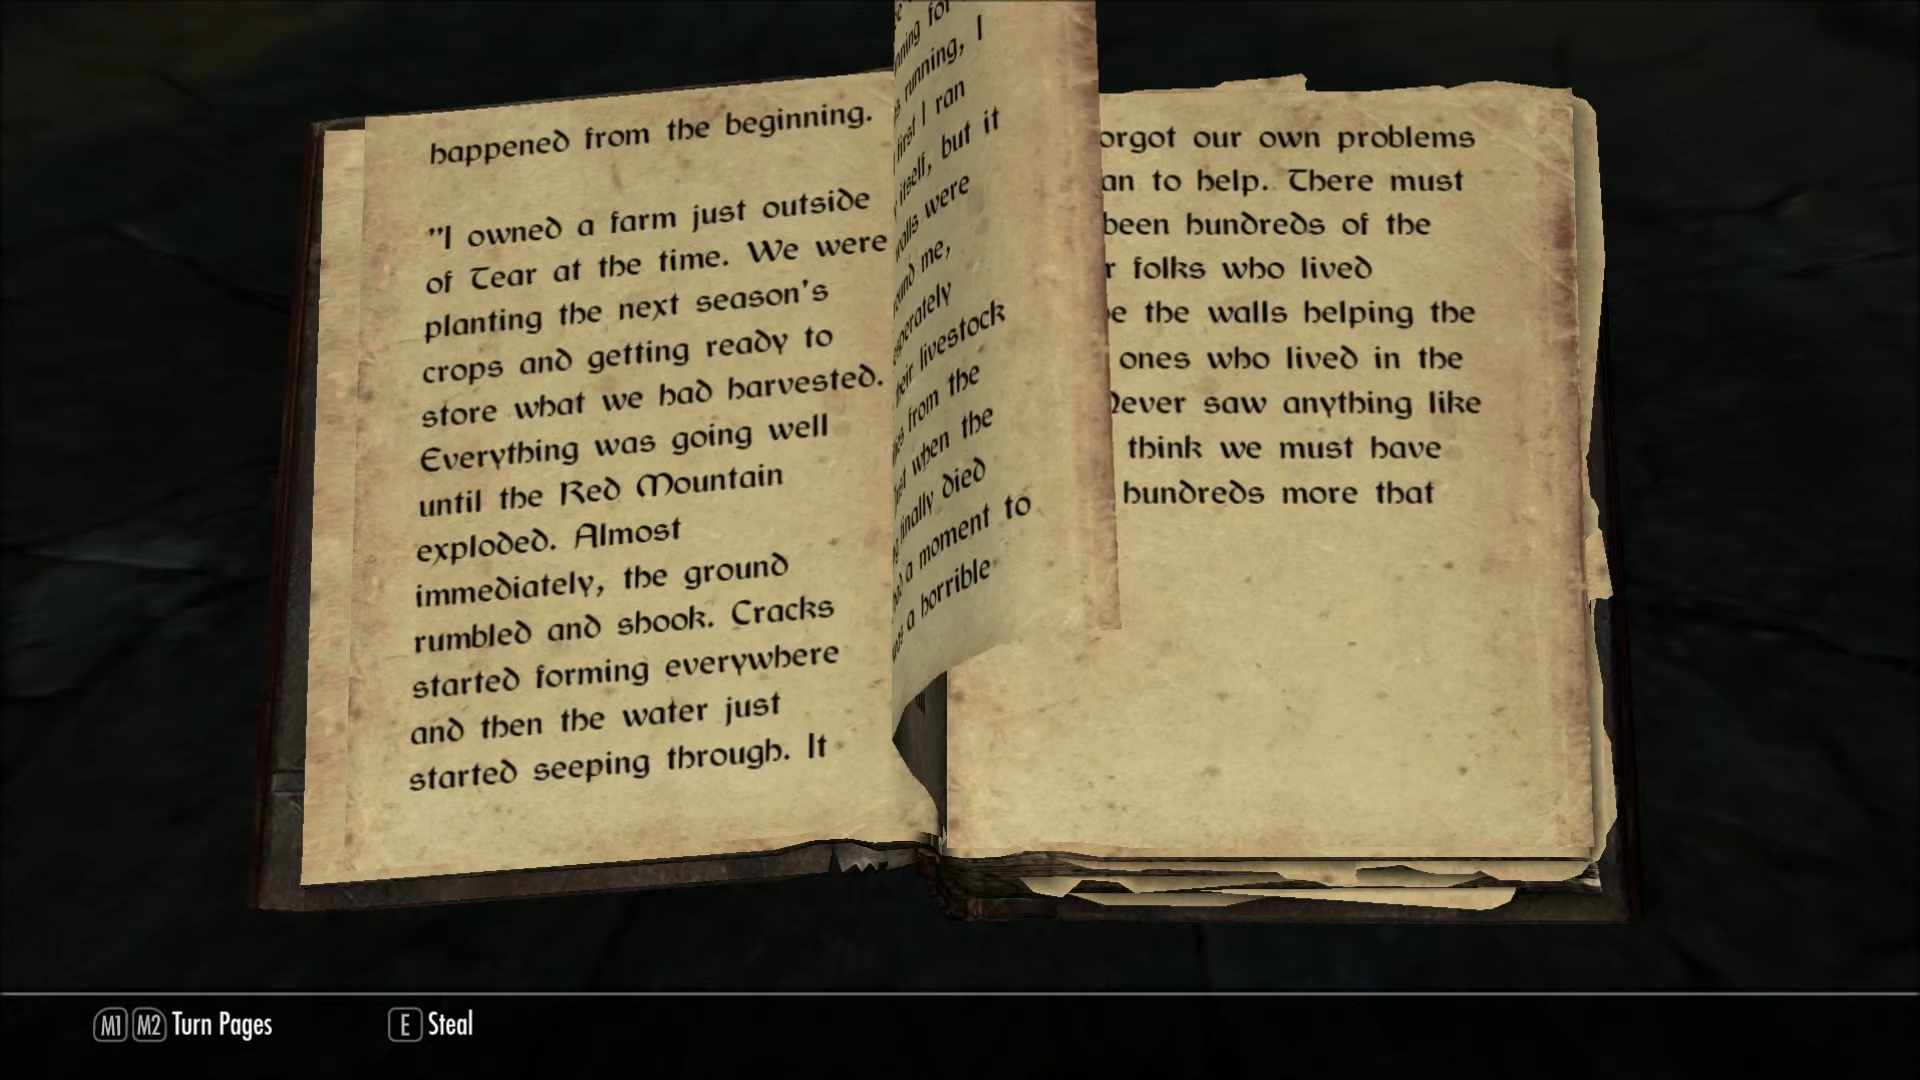 happened from the beginning.
"I owned a farm just outside
of Tear at the time. We were
planting the next season's
crops and getting ready to
store what we had harvested.
Everything was going well
until the Red Mountain
exploded. Almost
immediately, the ground
rumbled and shook. Cracks
started forming everywhere
and then the water just
started seeping through. It
running, I
first I ran
itself, but it
walls were
me,
livestock
from the
when the
finally died
a moment to
a horrible
our own problems
to help. There must
been hundreds of the
folks who lived
the walls helping the
ones who lived in the
Never saw anything like
think we must have
hundreds more that
M1 M2 Turn Pages
E Steal